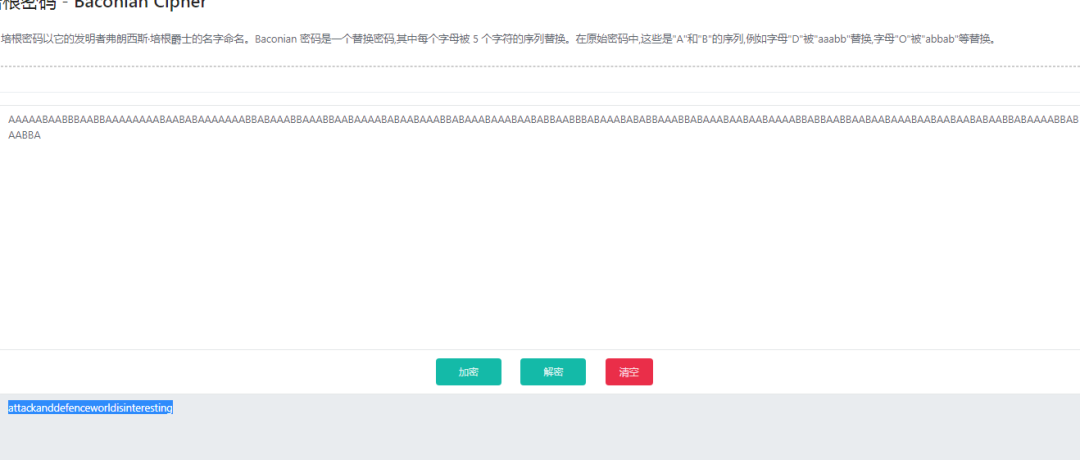 培根密码 - Baconian Cipher
培根密码以它的发明者弗朗西斯·培根爵士的名字命名。Baconian 密码是一个替换密码,其中每个字母被 5 个字符的序列替换。在原始密码中,这些是"A"和"B"的序列,例如字母"D"被"aaabb"替换,字母"O"被"abbab"等替换。
AAAAABAABBBAABBAAAAAAAABAABABAAAAAAABBABAAABBAAABBAABAAAABABAABAAABBABAAABAAABAABABBAABBBABAAABABABBAAABBABAAABAABAABAAAABBABBAABBAABAABAAABAABAABAABABAABBABAAAABBAB
AABBA
加密 解密 清空
attackanddefenceworldisinteresting